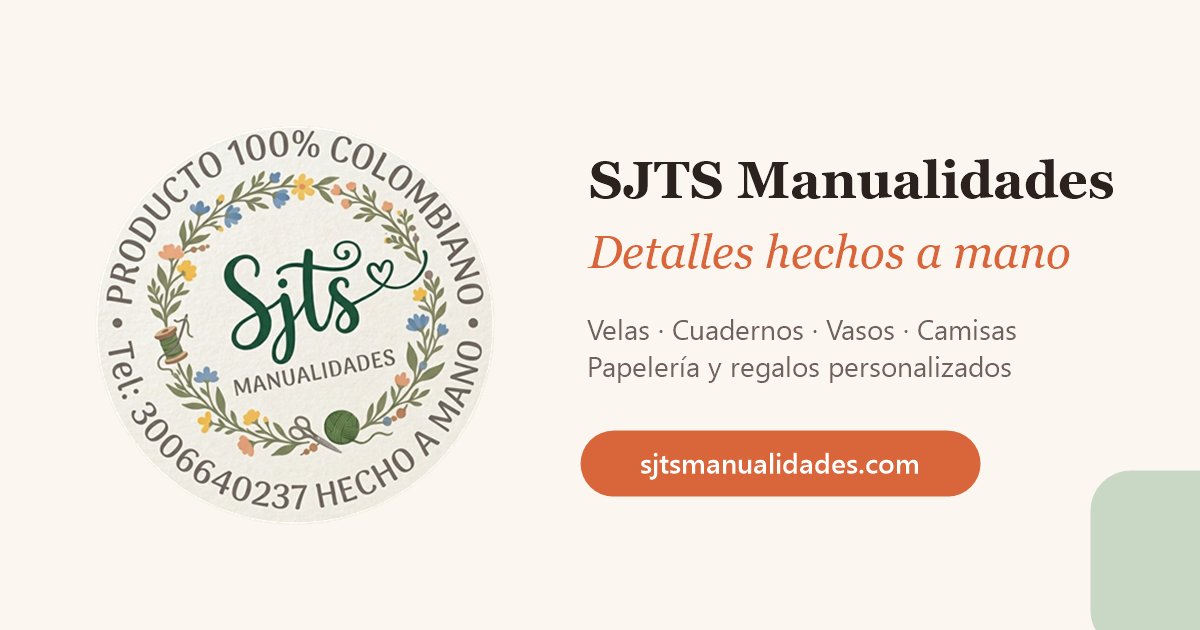 PRODUCTO 100% COLOMBIANO
Sjts
MANUALIDADES
Tel: 3006640237 HECHO A MANO
SJTS Manualidades
Detalles hechos a mano
Velas · Cuadernos · Vasos · Camisas
Papelería y regalos personalizados
sjtsmanualidades.com